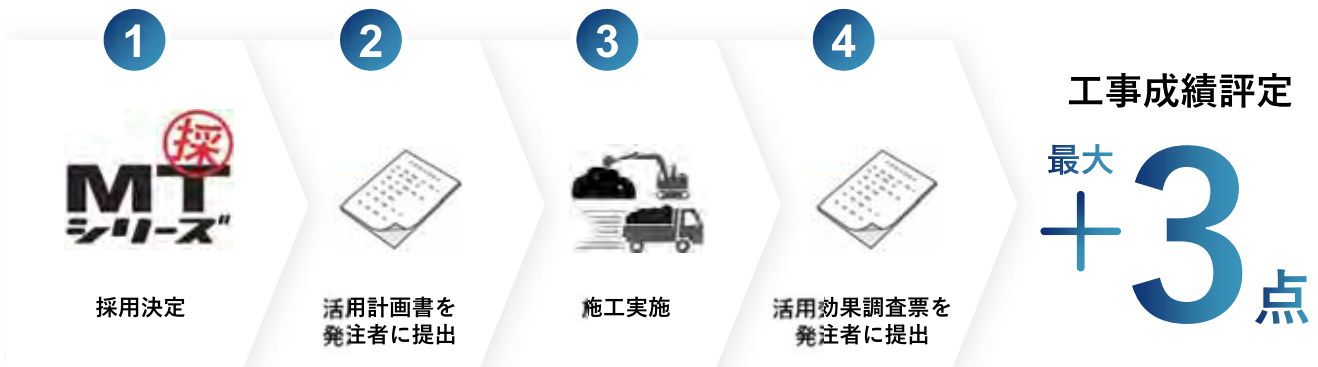 1
採
MT
シリーズ
採用決定
2
活用計画書を
発注者に提出
3
施工実施
4
活用効果調査票を
発注者に提出
工事成績評定
最大
+3点